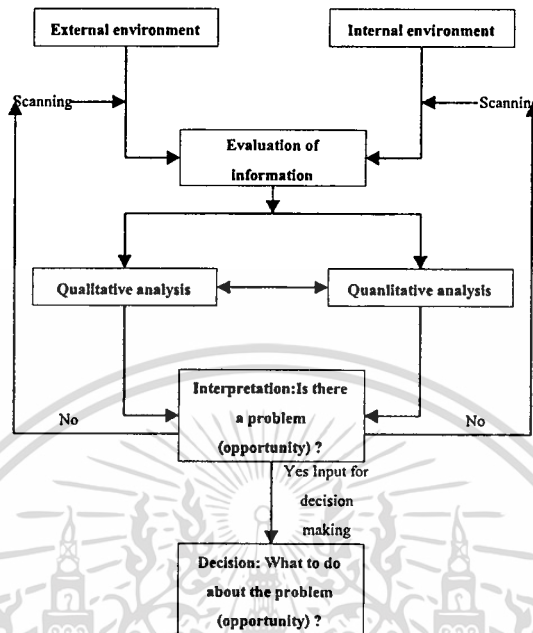 External environment
Internal environment
Scanning
Scannin
Evaluation of
information
Qualitative analysis
Quanlitative analysis
Interpretation:Is there
a problem
(opportunity) ?
No
No
Yes Input for
decision
making
Decision: What to do
about the problem
(opportunity) ?